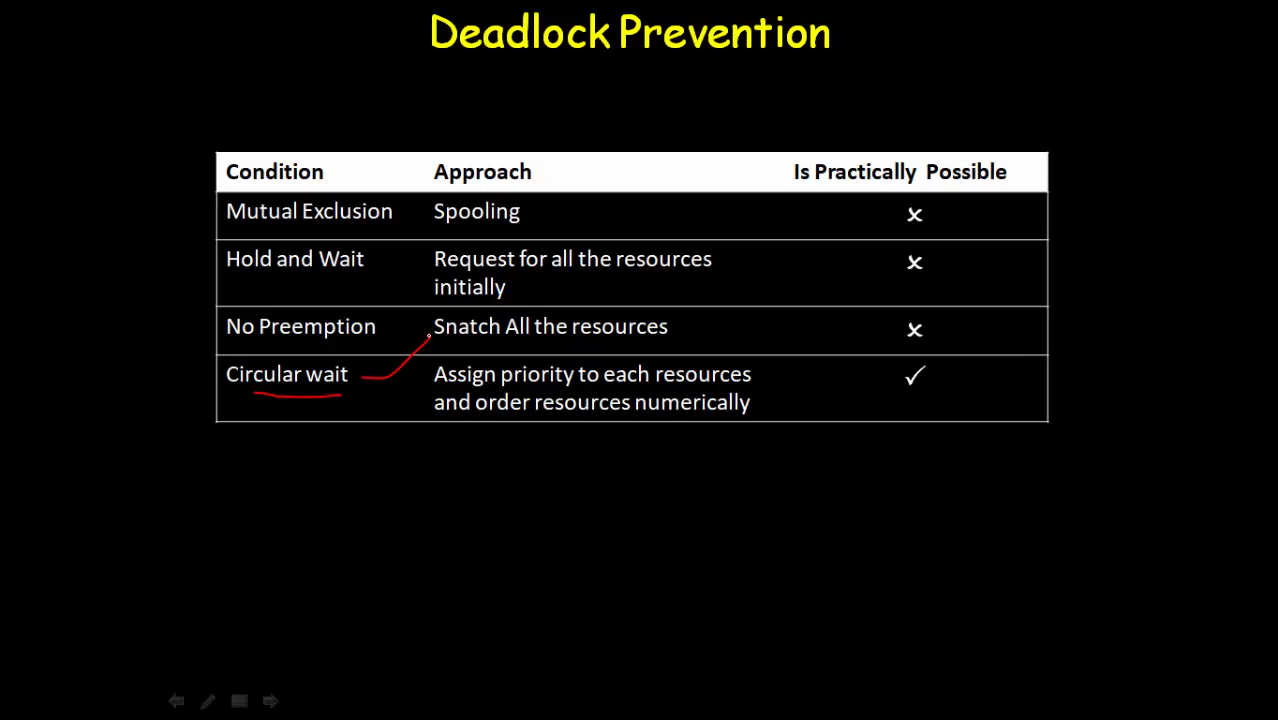 Deadlock Prevention
Condition Approach Is Practically Possible
Mutual Exclusion Spooling ×
Hold and Wait Request for all the resources
initially ×
No Preemption Snatch All the resources ×
Circular wait Assign priority to each resources
and order resources numerically ✓